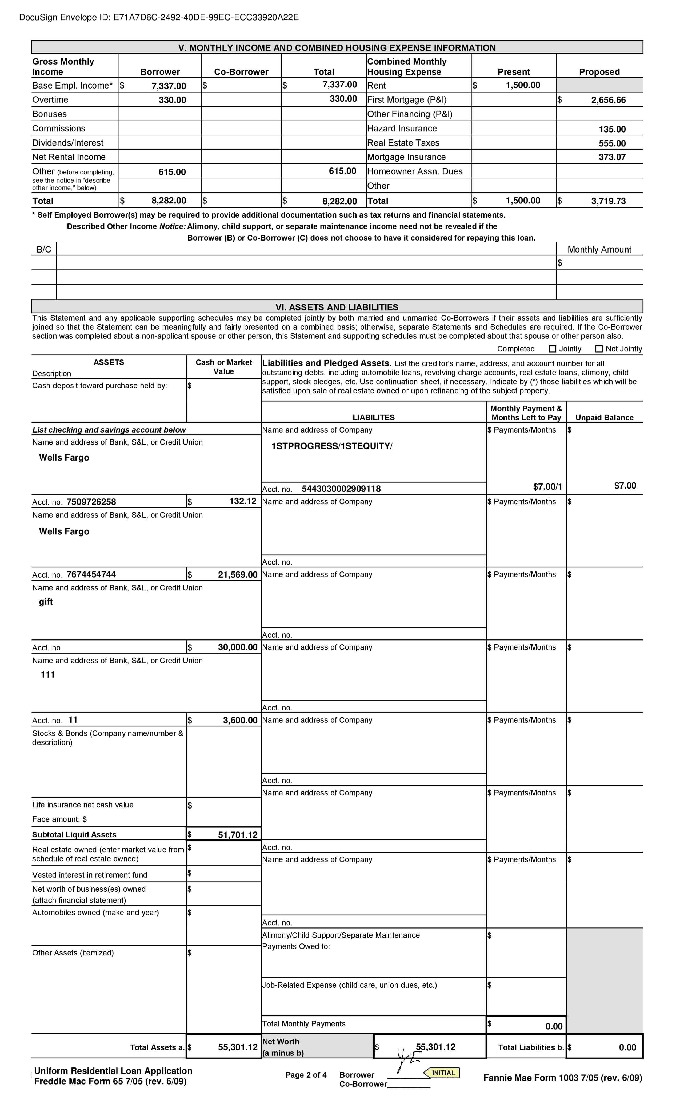 DocuSign Envelope ID: E71A7D6C-2492-40DE-99EC-ECC33920A22E
V. MONTHLY INCOME AND COMBINED HOUSING EXPENSE INFORMATION
Gross Monthly Income Borrower Co-Borrower Total Combined Monthly Housing Expense Present Proposed
Base Empl. Income* $ 7,337.00 $ $ 7,337.00 Rent $ 1,500.00
Overtime 330.00 330.00 First Mortgage (P&I) $ 2,656.66
Bonuses Other Financing (P&I)
Commissions Hazard Insurance 135.00
Dividends/Interest Real Estate Taxes 555.00
Net Rental Income Mortgage Insurance 373.07
Other (before completing, see the notice in "describe other income," below) 615.00 615.00 Homeowner Assn. Dues
Other
Total $ 8,282.00 $ $ 8,282.00 Total $ 1,500.00 $ 3,719.73
* Self Employed Borrower(s) may be required to provide additional documentation such as tax returns and financial statements.
Described Other Income Notice: Alimony, child support, or separate maintenance income need not be revealed if the
Borrower (B) or Co-Borrower (C) does not choose to have it considered for repaying this loan.
B/C Monthly Amount
$
VI. ASSETS AND LIABILITIES
This Statement and any applicable supporting schedules may be completed jointly by both married and unmarried Co-Borrowers if their assets and liabilities are sufficiently
joined so that the Statement can be meaningfully and fairly presented on a combined basis; otherwise, separate Statements and Schedules are required. If the Co-Borrower
section was completed about a non-applicant spouse or other person, this Statement and supporting schedules must be completed about that spouse or other person also.
Completed Jointly Not Jointly
ASSETS Cash or Market Value
Description
Cash deposit toward purchase held by: $
Liabilities and Pledged Assets. List the creditor's name, address, and account number for all
outstanding debts, including automobile loans, revolving charge accounts, real estate loans, alimony, child
support, stock pledges, etc. Use continuation sheet, if necessary. Indicate by (*) those liabilities which will be
satisfied upon sale of real estate owned or upon refinancing of the subject property.
LIABILITES Monthly Payment & Months Left to Pay Unpaid Balance
List checking and savings account below Name and address of Company $ Payments/Months $
Name and address of Bank, S&L, or Credit Union
1STPROGRESS/1STEQUITY/
Wells Fargo
Acct. no. 5443030002909118 $7.00/1 $7.00
Acct. no. 7509726258 $ 132.12 Name and address of Company $ Payments/Months $
Name and address of Bank, S&L, or Credit Union
Wells Fargo
Acct. no.
Acct. no. 7674454744 $ 21,569.00 Name and address of Company $ Payments/Months $
Name and address of Bank, S&L, or Credit Union
gift
Acct. no.
Acct. no. $ 30,000.00 Name and address of Company $ Payments/Months $
Name and address of Bank, S&L, or Credit Union
111
Acct. no.
Acct. no. 11 $ 3,600.00 Name and address of Company $ Payments/Months $
Stocks & Bonds (Company name/number & description)
Acct. no.
Name and address of Company $ Payments/Months $
Life insurance net cash value $
Face amount: $
Subtotal Liquid Assets $ 51,701.12
Acct. no.
Real estate owned (enter market value from schedule of real estate owned) $
Name and address of Company $ Payments/Months $
Vested interest in retirement fund $
Net worth of business(es) owned (attach financial statement) $
Automobiles owned (make and year) $
Acct. no.
Alimony/Child Support/Separate Maintenance Payments Owed to: $
Other Assets (itemized) $
Job-Related Expense (child care, union dues, etc.) $
Total Monthly Payments $ 0.00
Total Assets a. $ 55,301.12 Net Worth (a minus b) $ 55,301.12 Total Liabilities b. $ 0.00
Uniform Residential Loan Application
Freddie Mac Form 65 7/05 (rev. 6/09)
Page 2 of 4
Borrower INITIAL
Co-Borrower
Fannie Mae Form 1003 7/05 (rev. 6/09)